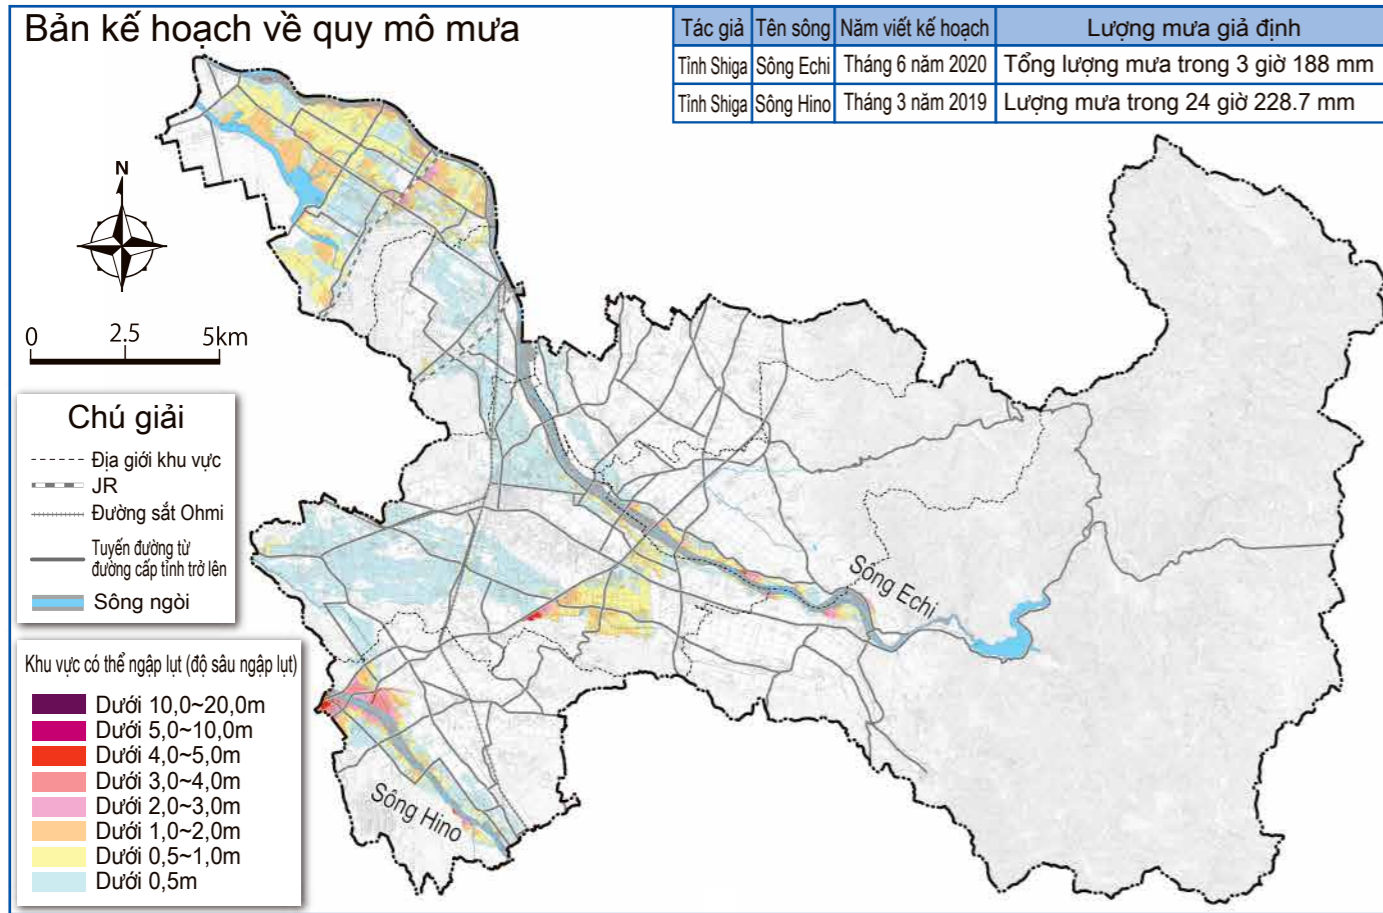 Bản kế hoạch về quy mô mưa
Tác giả Tên sông Năm viết kế hoạch Lượng mưa giả định
Tỉnh Shiga Sông Echi Tháng 6 năm 2020 Tổng lượng mưa trong 3 giờ 188 mm
Tỉnh Shiga Sông Hino Tháng 3 năm 2019 Lượng mưa trong 24 giờ 228.7 mm
N
0 2.5 5km
Chú giải
Địa giới khu vực
JR
Đường sắt Ohmi
Tuyến đường từ
đường cấp tỉnh trở lên
Sông ngòi
Khu vực có thể ngập lụt (độ sâu ngập lụt)
Dưới 10,0~20,0m
Dưới 5,0~10,0m
Dưới 4,0~5,0m
Dưới 3,0~4,0m
Dưới 2,0~3,0m
Dưới 1,0~2,0m
Dưới 0,5~1,0m
Dưới 0,5m
Sông Echi
Sông Hino